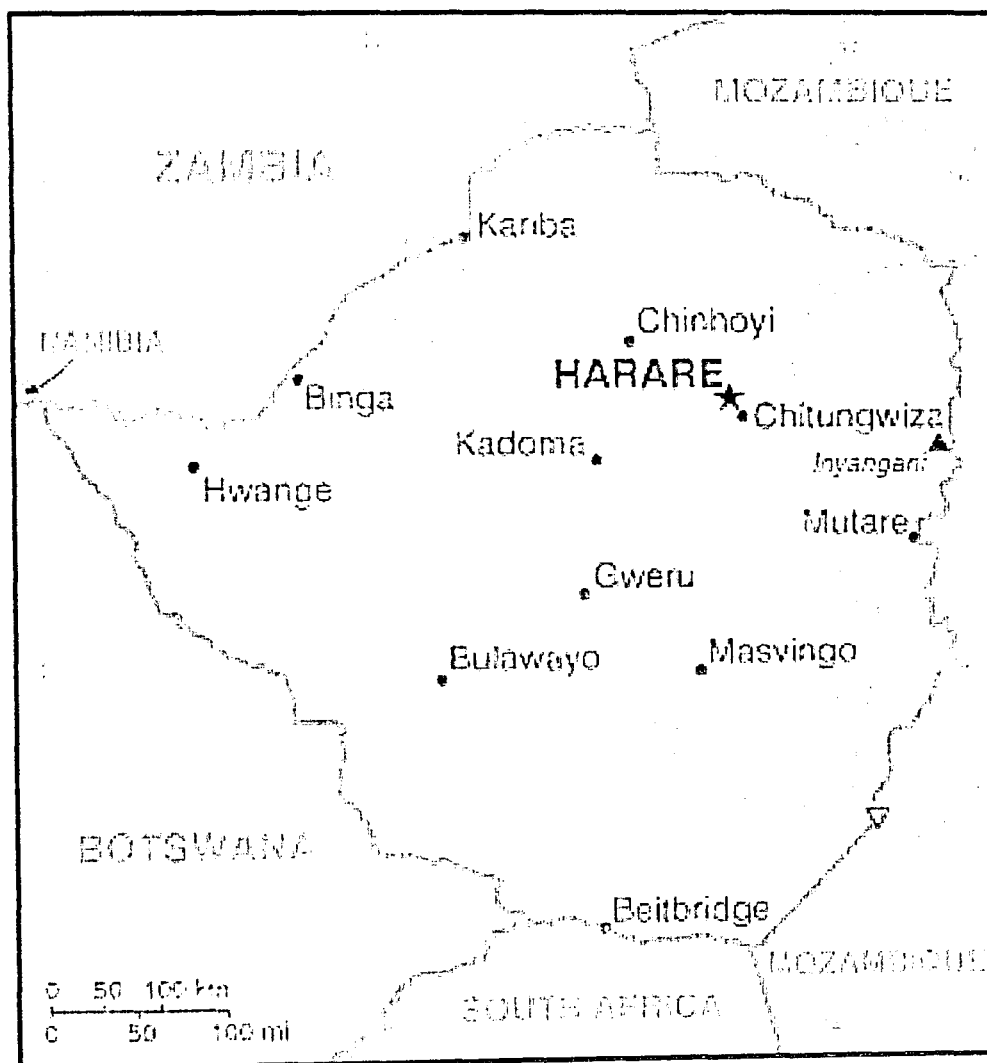 MOZAMBIQUE
ZAMBIA
Kariba
Chinhoyi
NAMIBIA
HARARE
Binga
Chitungwiza
Kadoma
Inyangani
Hwange
Mutare
Gweru
Bulawayo
Masvingo
BOTSWANA
Beitbridge
MOZAMBIQUE
0 50 100 km
SOUTH AFRICA
0 50 100 mi